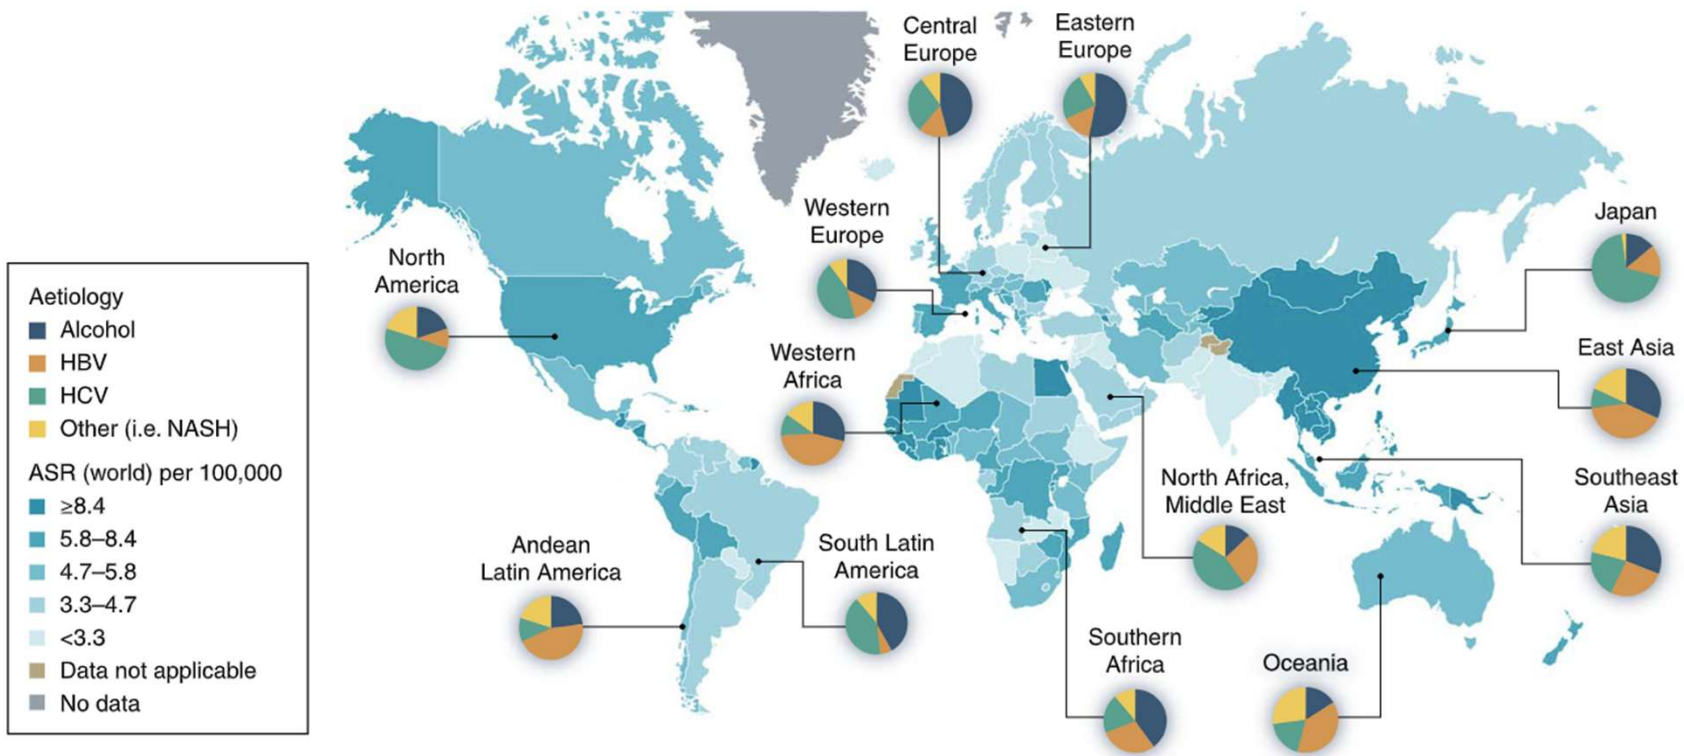 Central
Europe
Eastern
Europe
Western
Europe
Japan
North
America
Aetiology
Alcohol
HBV
HCV
Other (i.e. NASH)
ASR (world) per 100,000
≥8.4
5.8–8.4
4.7–5.8
3.3–4.7
<3.3
Data not applicable
No data
Western
Africa
East Asia
North Africa,
Middle East
Southeast
Asia
Andean
Latin America
South Latin
America
Southern
Africa
Oceania